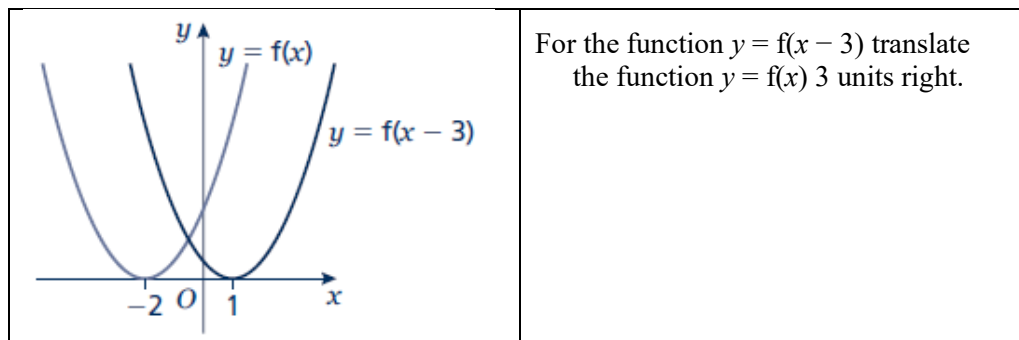 y
y = f(x)
y = f(x – 3)
–2 O 1 x
For the function y = f(x − 3) translate
the function y = f(x) 3 units right.